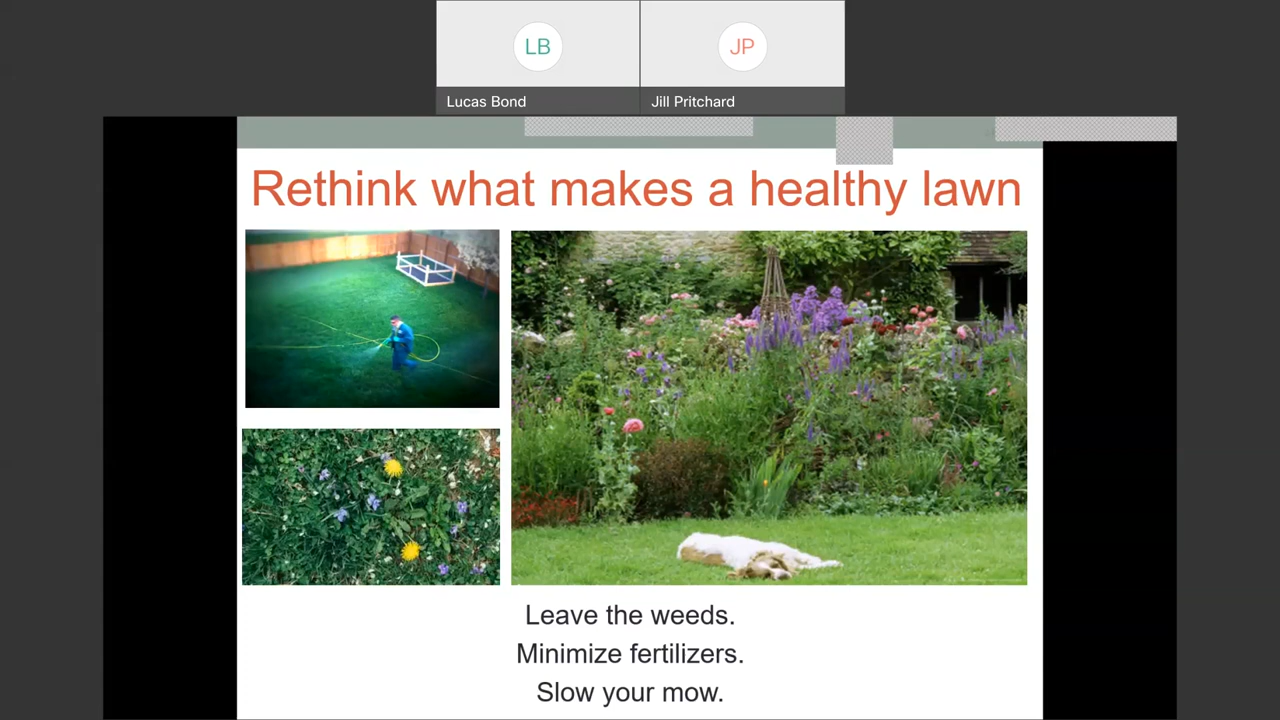 LB
JP
Lucas Bond
Jill Pritchard
Rethink what makes a healthy lawn
Leave the weeds.
Minimize fertilizers.
Slow your mow.